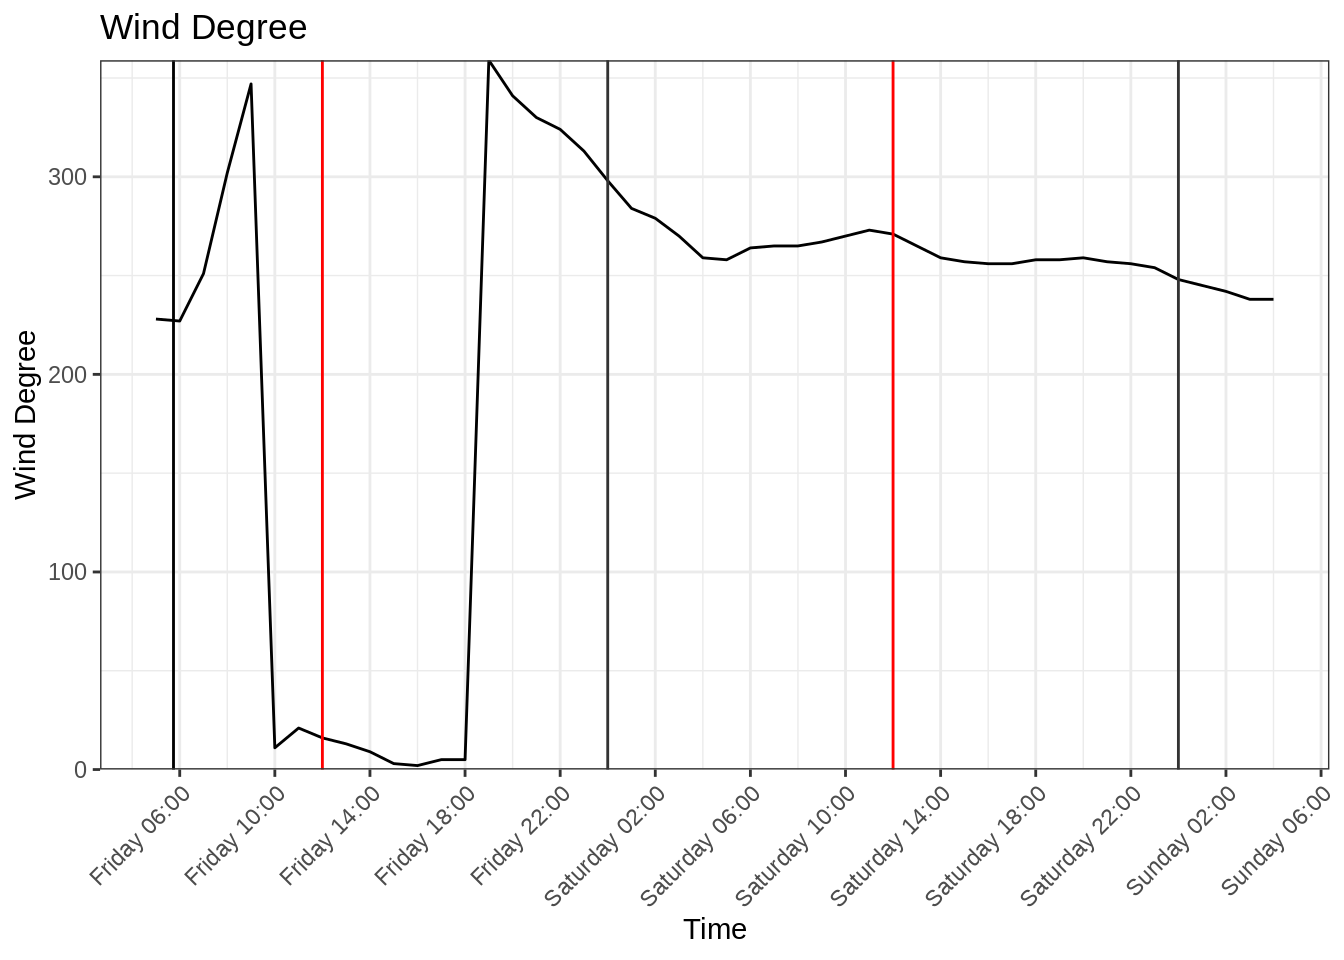 Wind Degree
Wind Degree
300
200
100
0
Friday 06:00
Friday 10:00
Friday 14:00
Friday 18:00
Friday 22:00
Saturday 02:00
Saturday 06:00
Saturday 10:00
Saturday 14:00
Saturday 18:00
Saturday 22:00
Sunday 02:00
Sunday 06:00
Time